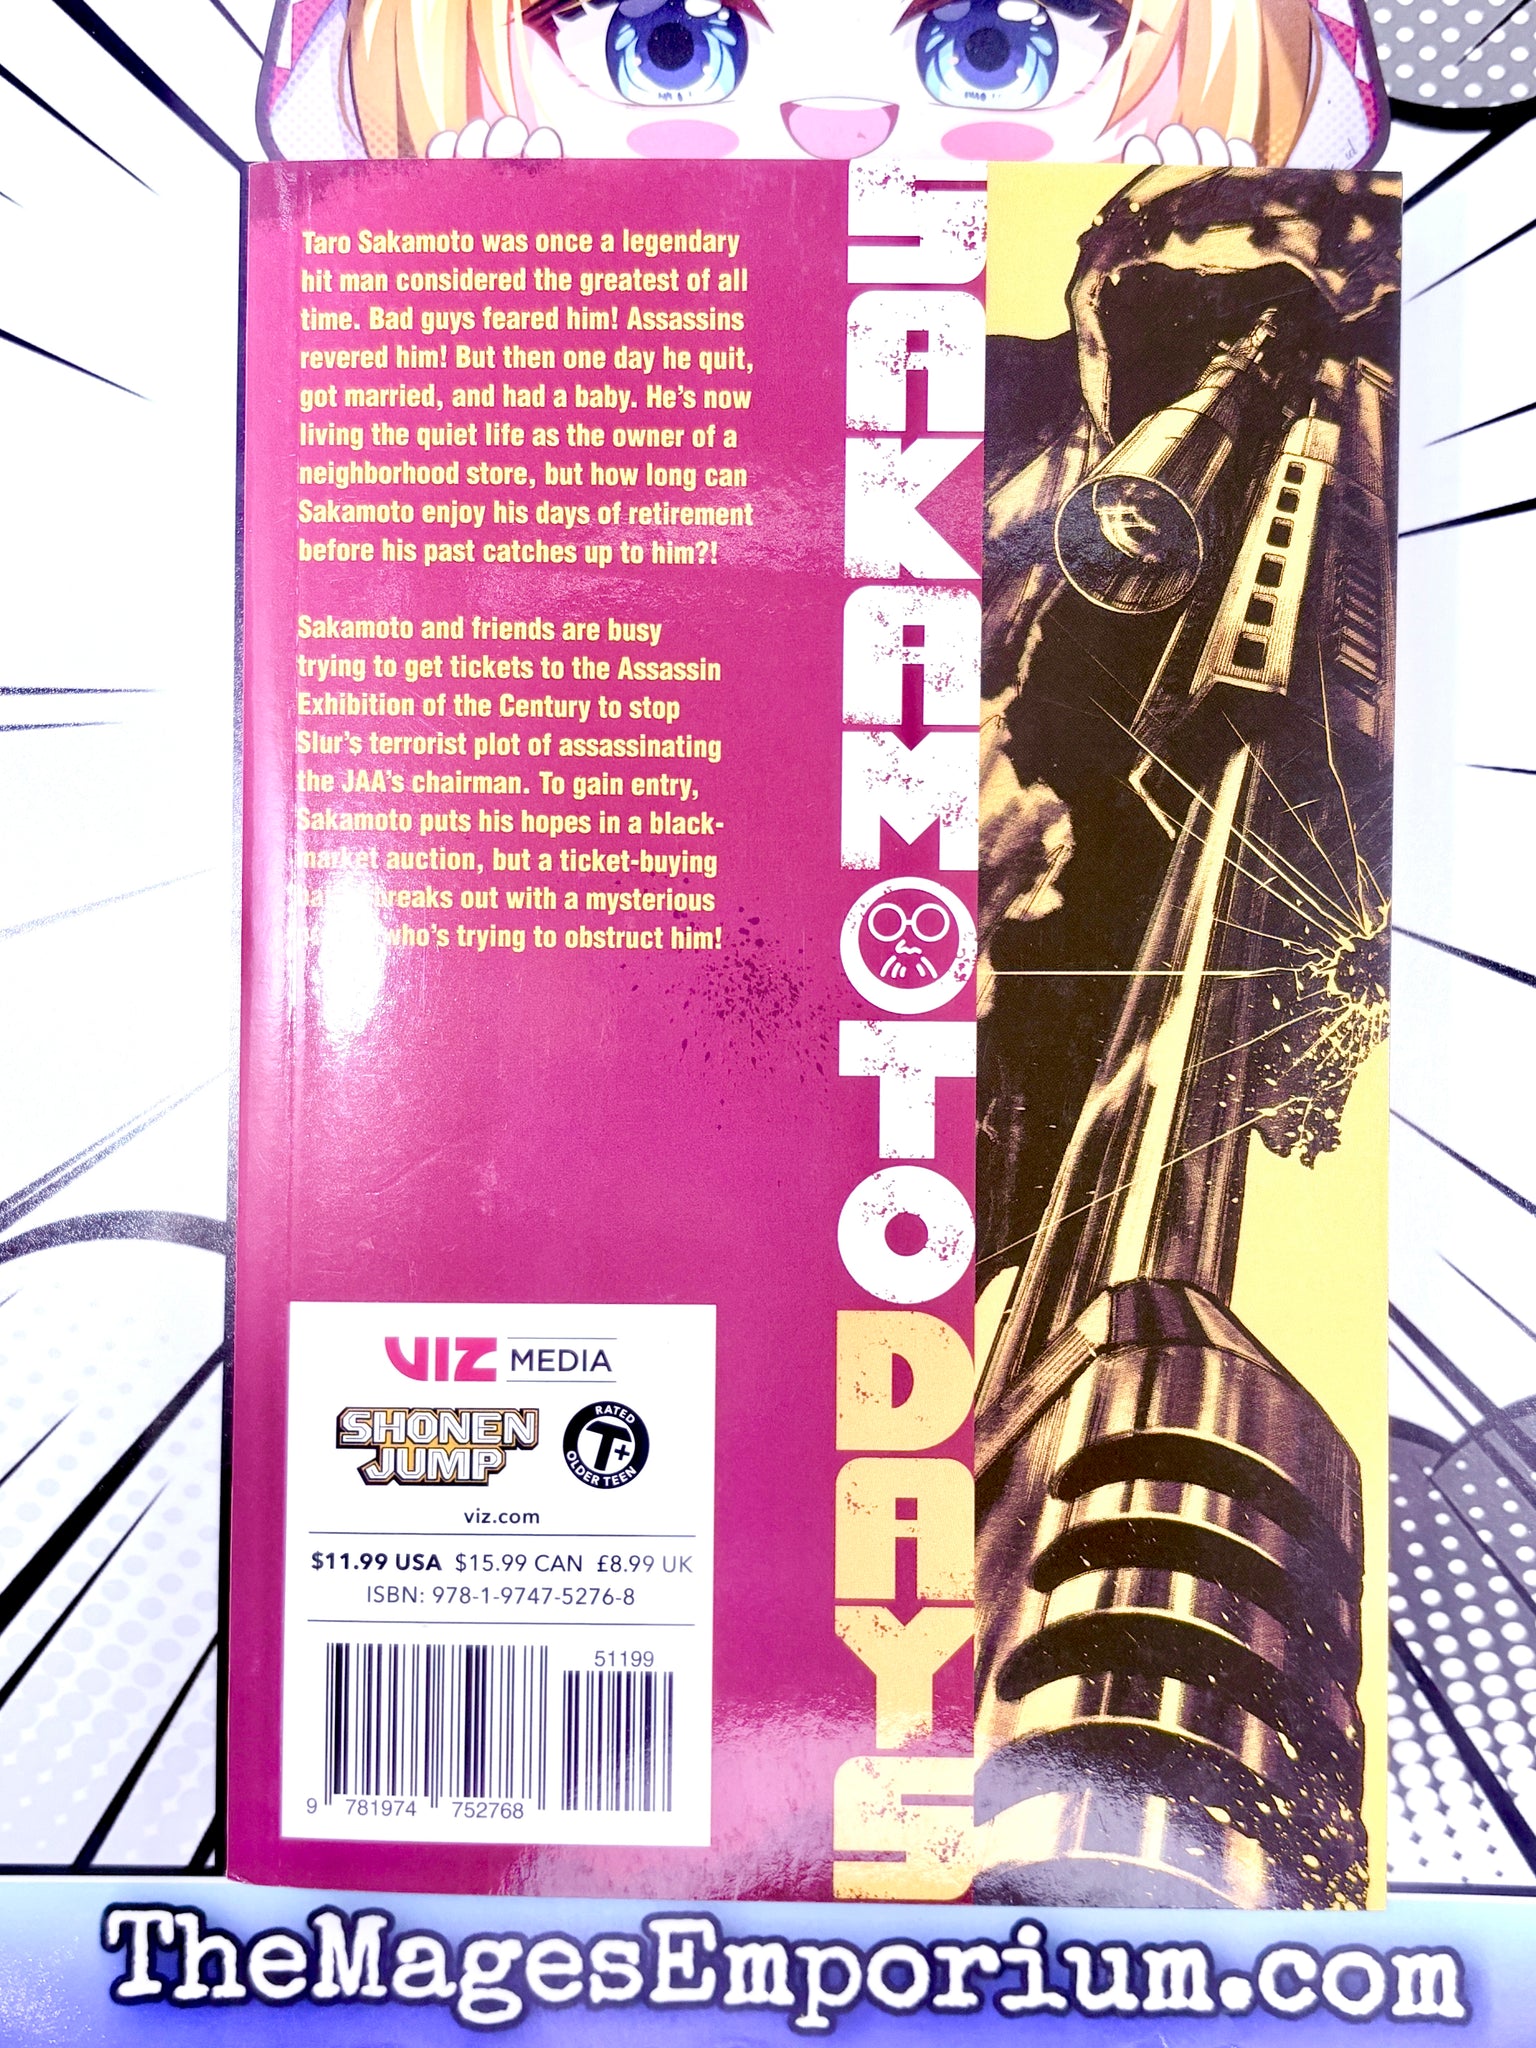 Taro Sakamoto was once a legendary
hit man considered the greatest of all
time. Bad guys feared him! Assassins
revered him! But then one day he quit,
got married, and had a baby. He's now
living the quiet life as the owner of a
neighborhood store, but how long can
Sakamoto enjoy his days of retirement
before his past catches up to him?!
Sakamoto and friends are busy
trying to get tickets to the Assassin
Exhibition of the Century to stop
Slur's terrorist plot of assassinating
the JAA's chairman. To gain entry,
Sakamoto puts his hopes in a black-
market auction, but a ticket-buying
breaks out with a mysterious
who's trying to obstruct him!
SAKAMOTO DAYS
VIZ MEDIA
SHONEN
JUMP
RATED
T+
OLDER TEEN
viz.com
$11.99 USA $15.99 CAN £8.99 UK
ISBN: 978-1-9747-5276-8
51199
9 781974 752768
TheMagesEmporium.com